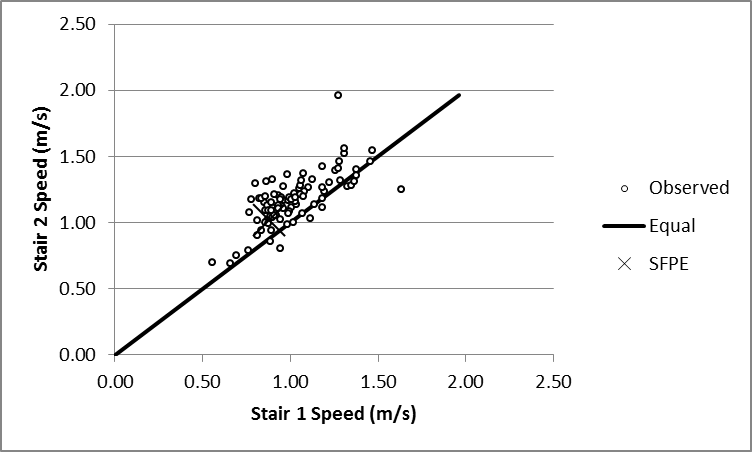 2.50
2.00
1.50
1.00
0.50
0.00
Stair 2 Speed (m/s)
0.00 0.50 1.00 1.50 2.00 2.50
Stair 1 Speed (m/s)
Observed
Equal
SFPE